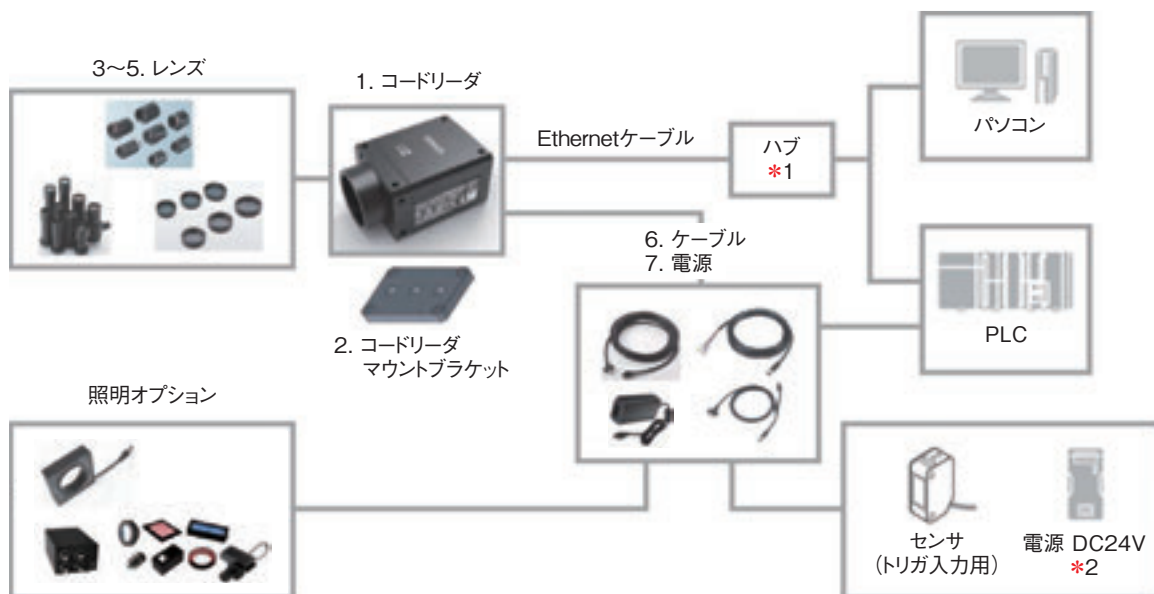 3～5. レンズ
1. コードリーダ
Ethernetケーブル
ハブ
*1
パソコン
6. ケーブル
7. 電源
PLC
2. コードリーダ
マウントブラケット
照明オプション
センサ
(トリガ入力用)
電源 DC24V
*2